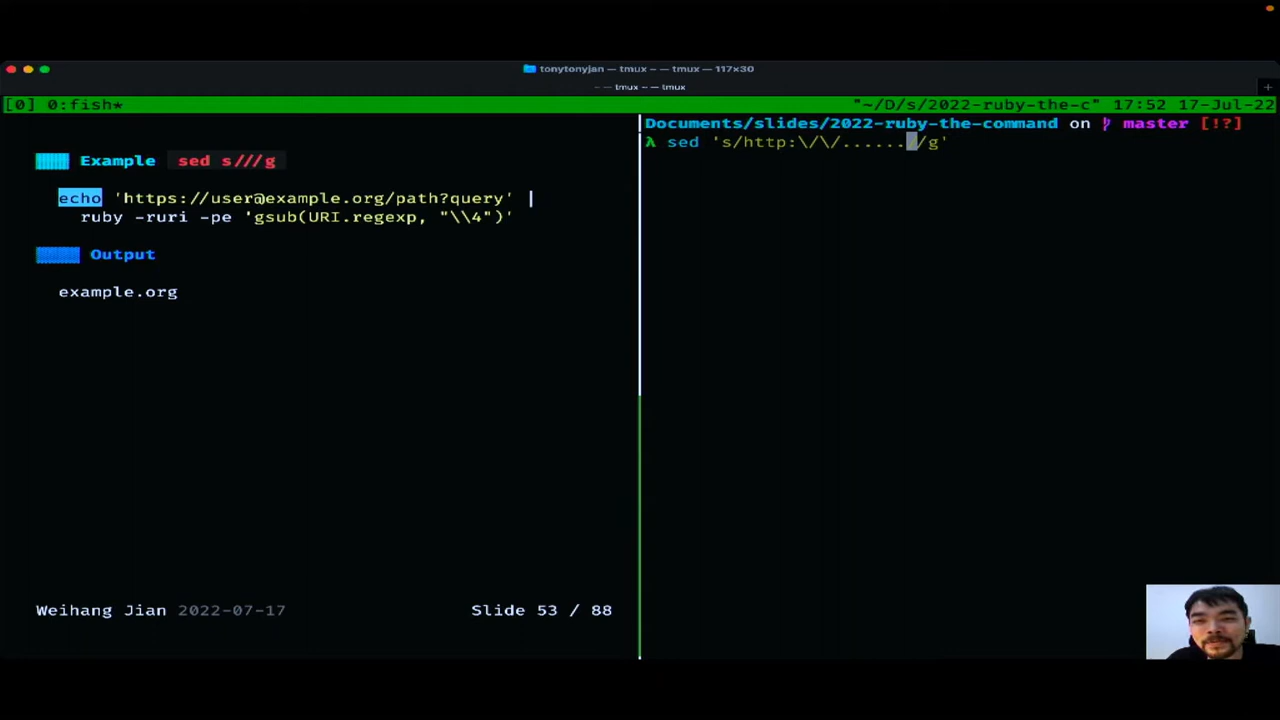 tonytonyjan — tmux - — tmux — 117×30
- — tmux — — tmux
[0] 0:fish* "~/D/s/2022-ruby-the-c" 17:52 17-Jul-22
Example sed s///g
echo 'https://user@example.org/path?query' |
ruby -ruri -pe 'gsub(URI.regexp, "\\4")'
Output
example.org
Weihang Jian 2022-07-17 Slide 53 / 88
Documents/slides/2022-ruby-the-command on master [!?]
λ sed 's/http:\/\/....../​/g'